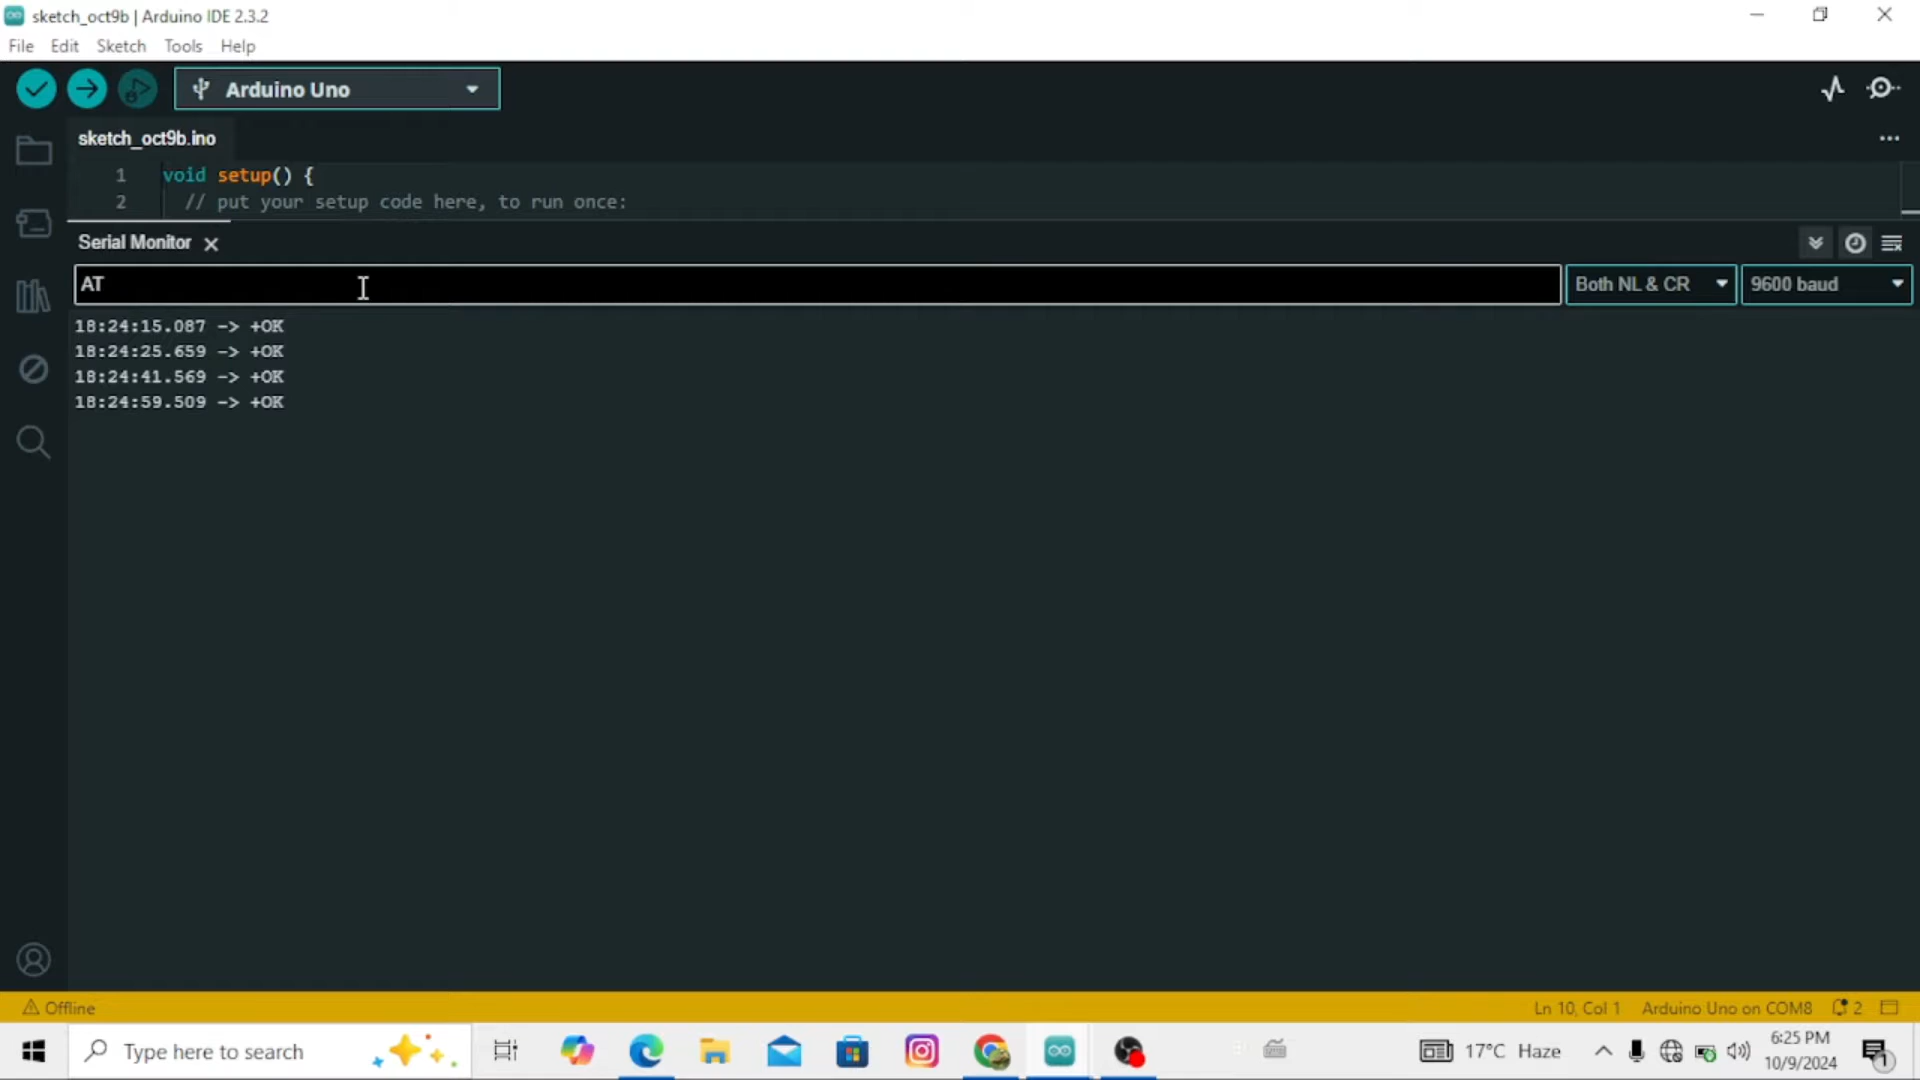 sketch_oct9b | Arduino IDE 2.3.2
File Edit Sketch Tools Help
Arduino Uno
sketch_oct9b.ino
1 void setup() {
2 // put your setup code here, to run once:
Serial Monitor
AT
Both NL & CR
9600 baud
18:24:15.087 -> +OK
18:24:25.659 -> +OK
18:24:41.569 -> +OK
18:24:59.509 -> +OK
Offline
Ln 10, Col 1 Arduino Uno on COM8 2
Type here to search
17°C Haze
6:25 PM
10/9/2024
1